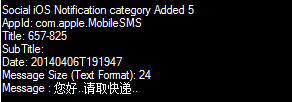 Social iOS Notification category Added 5
AppId: com.apple.MobileSMS
Title: 657-825
SubTitle:
Date: 20140406T191947
Message Size (Text Format): 24
Message : 您好..请取快递..